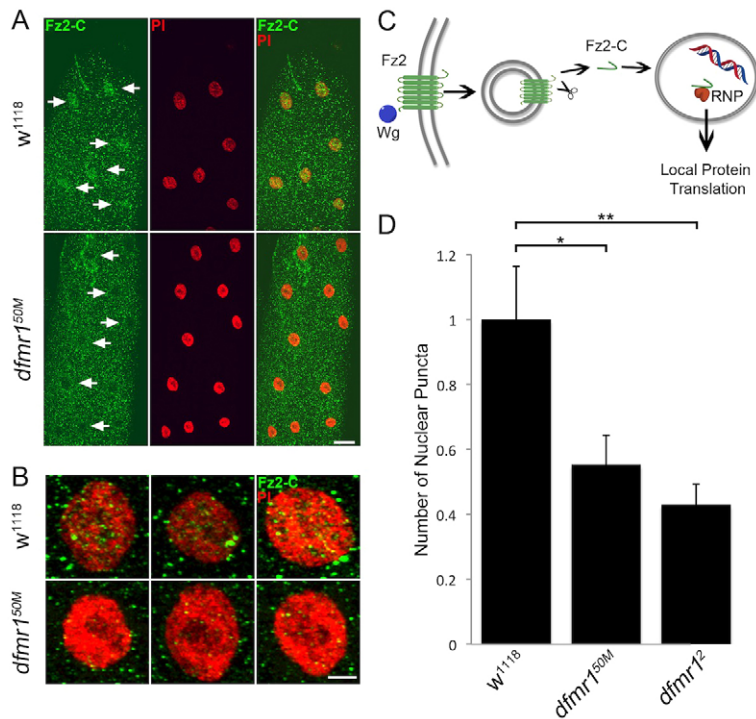 A
Fz2-C
PI
Fz2-C
PI
w1118
dfmr150M
B
Fz2-C
PI
w1118
dfmr150M
C
Fz2
Wg
Fz2-C
RNP
Local Protein
Translation
D
**
*
Number of Nuclear Puncta
1.2
1
0.8
0.6
0.4
0.2
0
w1118
dfmr150M
dfmr12